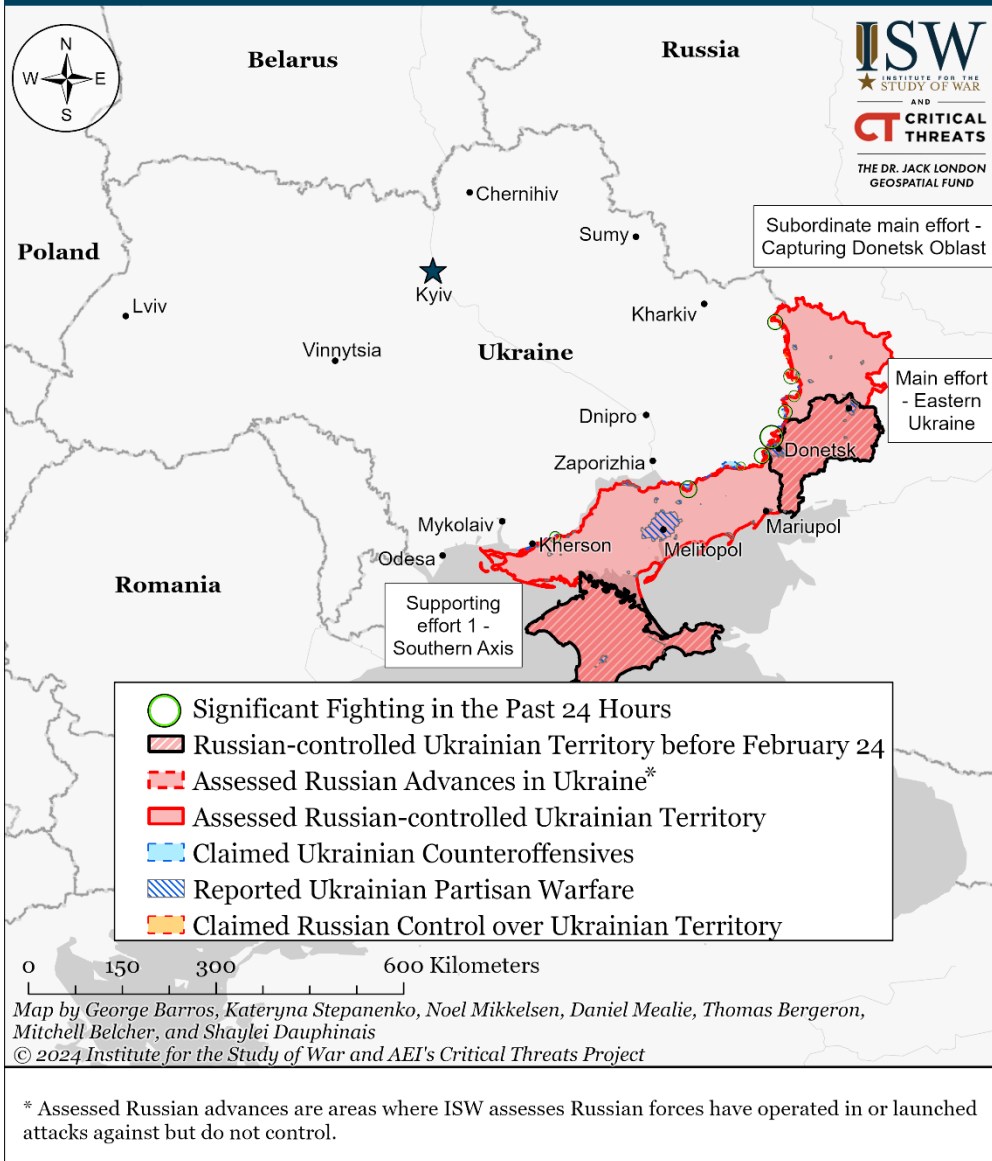 N
W
E
S
Belarus
Russia
ISW
INSTITUTE FOR THE
STUDY OF WAR
AND
CT CRITICAL
THREATS
THE DR. JACK LONDON
GEOSPATIAL FUND
Chernihiv
Subordinate main effort -
Capturing Donetsk Oblast
Sumy
Poland
Kyiv
Lviv
Kharkiv
Vinnytsia
Ukraine
Main effort
- Eastern
Ukraine
Dnipro
Donetsk
Zaporizhia
Mykolaiv
Mariupol
Kherson
Melitopol
Odesa
Romania
Supporting
effort 1 -
Southern Axis
Significant Fighting in the Past 24 Hours
Russian-controlled Ukrainian Territory before February 24
Assessed Russian Advances in Ukraine*
Assessed Russian-controlled Ukrainian Territory
Claimed Ukrainian Counteroffensives
Reported Ukrainian Partisan Warfare
Claimed Russian Control over Ukrainian Territory
0 150 300 600 Kilometers
Map by George Barros, Kateryna Stepanenko, Noel Mikkelsen, Daniel Mealie, Thomas Bergeron,
Mitchell Belcher, and Shaylei Dauphinais
© 2024 Institute for the Study of War and AEI's Critical Threats Project
* Assessed Russian advances are areas where ISW assesses Russian forces have operated in or launched
attacks against but do not control.